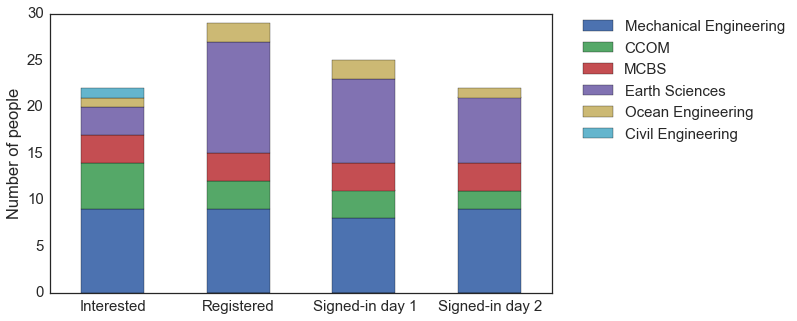 30
25
20
15
10
5
0
Number of people
Interested
Registered
Signed-in day 1
Signed-in day 2
Mechanical Engineering
CCOM
MCBS
Earth Sciences
Ocean Engineering
Civil Engineering